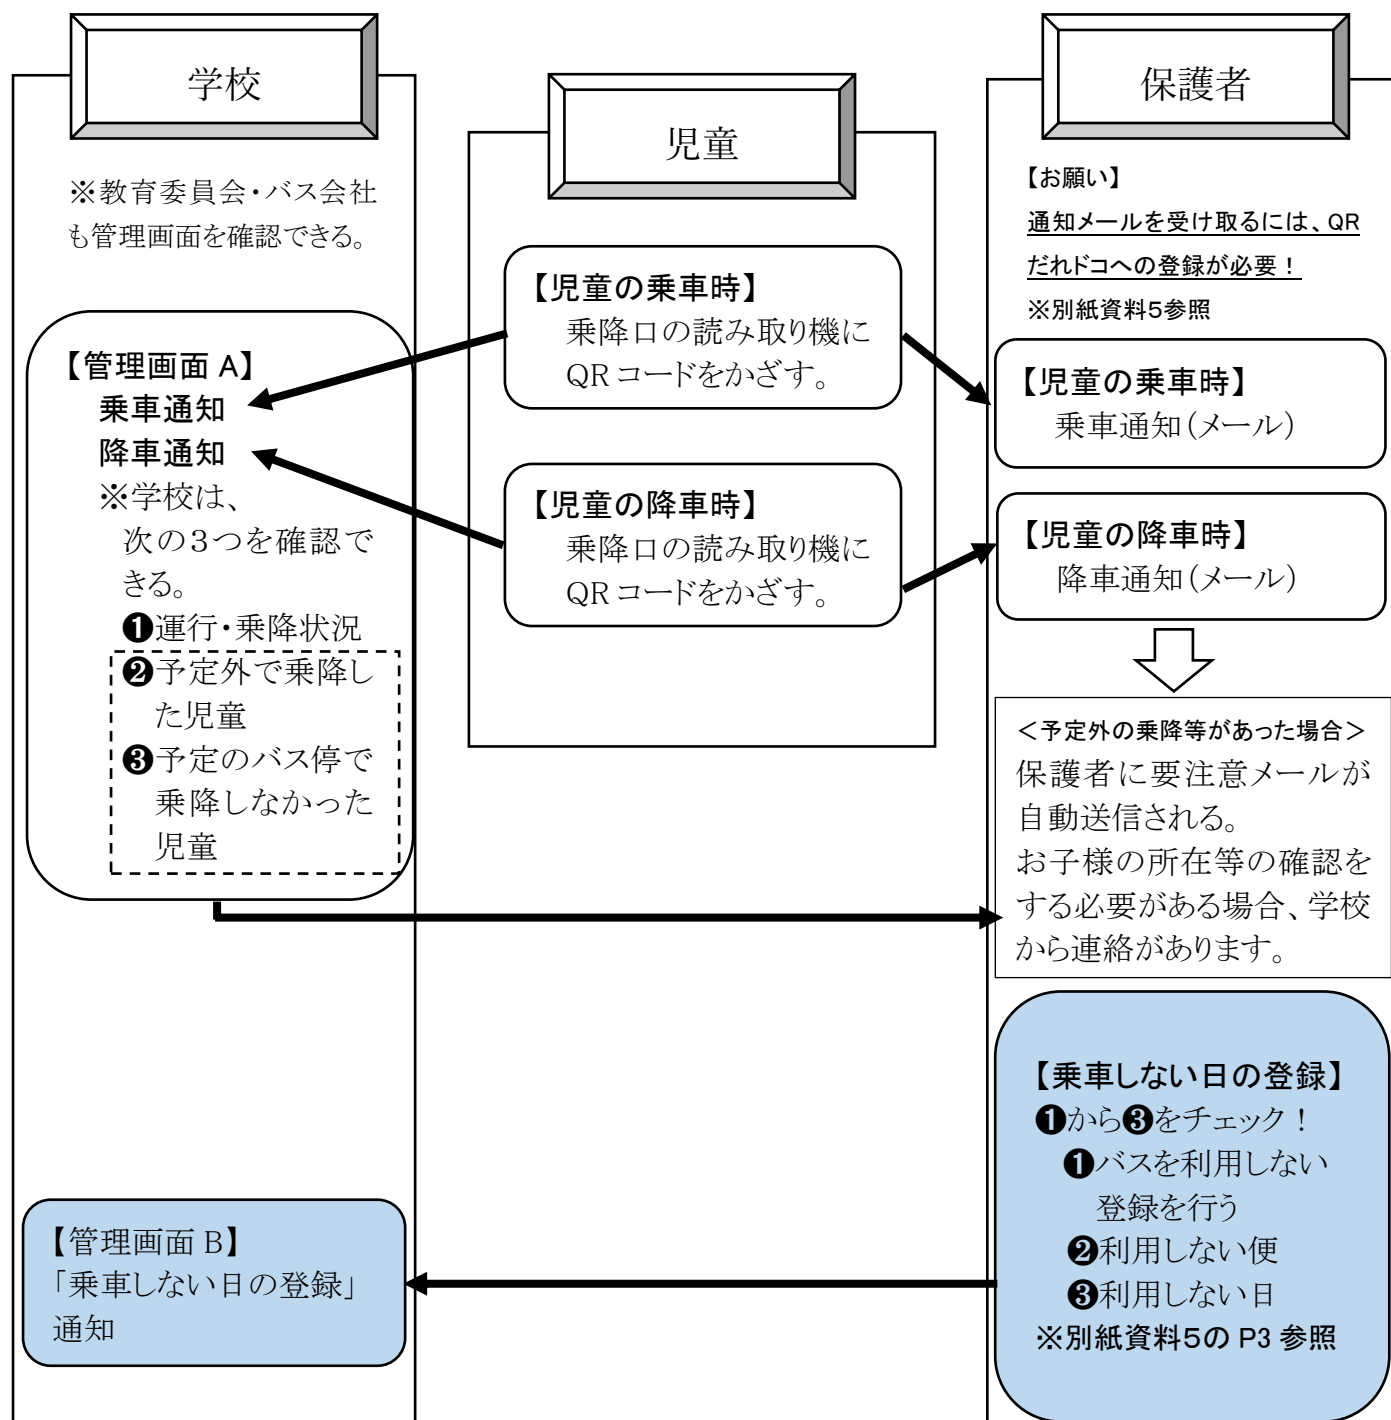 学校
※教育委員会・バス会社
も管理画面を確認できる。
【管理画面 A】
乗車通知
降車通知
※学校は、
次の3つを確認で
きる。
❶運行・乗降状況
❷予定外で乗降し
た児童
❸予定のバス停で
乗降しなかった
児童
【管理画面 B】
「乗車しない日の登録」
通知
児童
【児童の乗車時】
乗降口の読み取り機に
QRコードをかざす。
【児童の降車時】
乗降口の読み取り機に
QRコードをかざす。
保護者
【お願い】
通知メールを受け取るには、QR
だれドコへの登録が必要！
※別紙資料5参照
【児童の乗車時】
乗車通知(メール)
【児童の降車時】
降車通知(メール)
＜予定外の乗降等があった場合＞
保護者に要注意メールが
自動送信される。
お子様の所在等の確認を
する必要がある場合、学校
から連絡があります。
【乗車しない日の登録】
❶から❸をチェック！
❶バスを利用しない
登録を行う
❷利用しない便
❸利用しない日
※別紙資料5の P3 参照